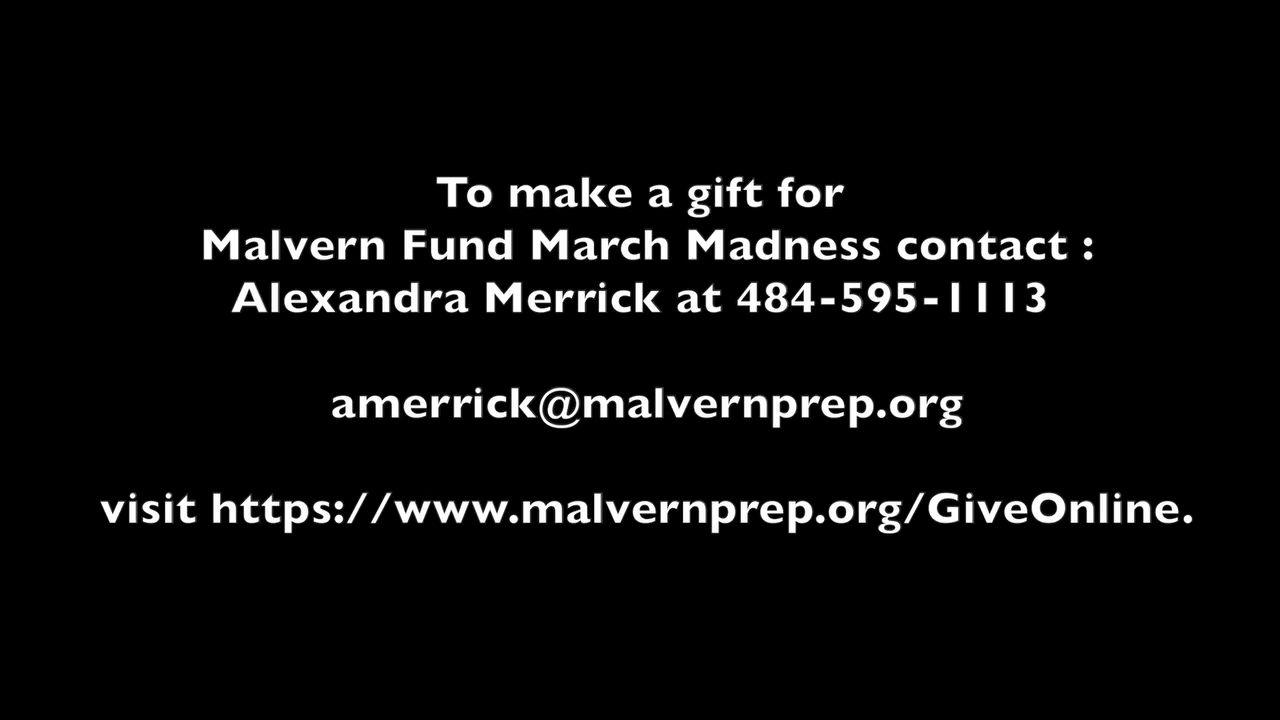 To make a gift for
Malvern Fund March Madness contact :
Alexandra Merrick at 484-595-1113
amerrick@malvernprep.org
visit https://www.malvernprep.org/GiveOnline.